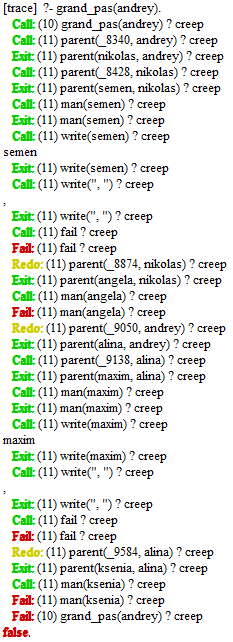 [trace]  ?- grand_pas(andrey).
Call: (10) grand_pas(andrey) ? creep
Call: (11) parent(_8340, andrey) ? creep
Exit: (11) parent(nikolas, andrey) ? creep
Call: (11) parent(_8428, nikolas) ? creep
Exit: (11) parent(semen, nikolas) ? creep
Call: (11) man(semen) ? creep
Exit: (11) man(semen) ? creep
Call: (11) write(semen) ? creep
semen
Exit: (11) write(semen) ? creep
Call: (11) write(", ") ? creep
,
Exit: (11) write(", ") ? creep
Call: (11) fail ? creep
Fail: (11) fail ? creep
Redo: (11) parent(_8874, nikolas) ? creep
Exit: (11) parent(angela, nikolas) ? creep
Call: (11) man(angela) ? creep
Fail: (11) man(angela) ? creep
Redo: (11) parent(_9050, andrey) ? creep
Exit: (11) parent(alina, andrey) ? creep
Call: (11) parent(_9138, alina) ? creep
Exit: (11) parent(maxim, alina) ? creep
Call: (11) man(maxim) ? creep
Exit: (11) man(maxim) ? creep
Call: (11) write(maxim) ? creep
maxim
Exit: (11) write(maxim) ? creep
Call: (11) write(", ") ? creep
,
Exit: (11) write(", ") ? creep
Call: (11) fail ? creep
Fail: (11) fail ? creep
Redo: (11) parent(_9584, alina) ? creep
Exit: (11) parent(ksenia, alina) ? creep
Call: (11) man(ksenia) ? creep
Fail: (11) man(ksenia) ? creep
Fail: (10) grand_pas(andrey) ? creep
false.